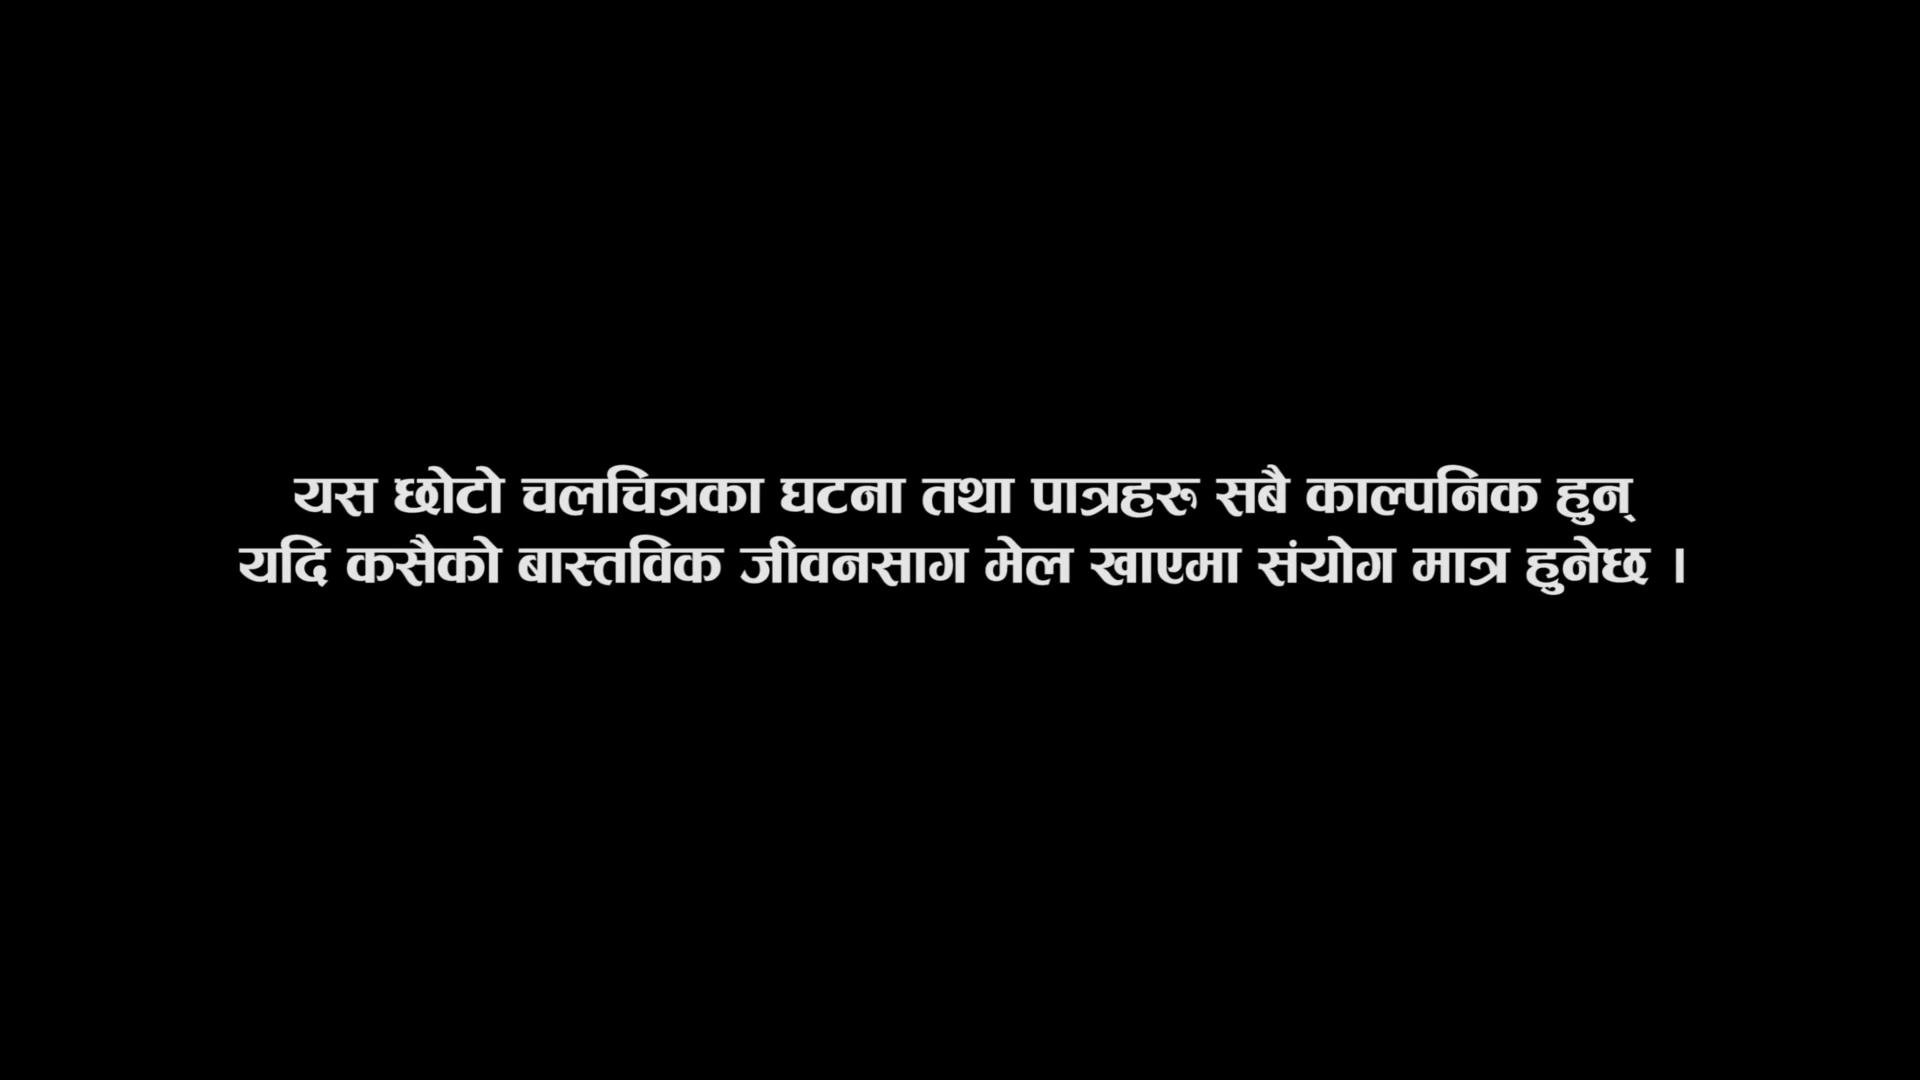 यस छोटो चलचित्रका घटना तथा पात्रहरु सबै काल्पनिक हुन्
यदि कसैको बास्तविक जीवनसाग मेल खाएमा संयोग मात्र हुनेछ ।